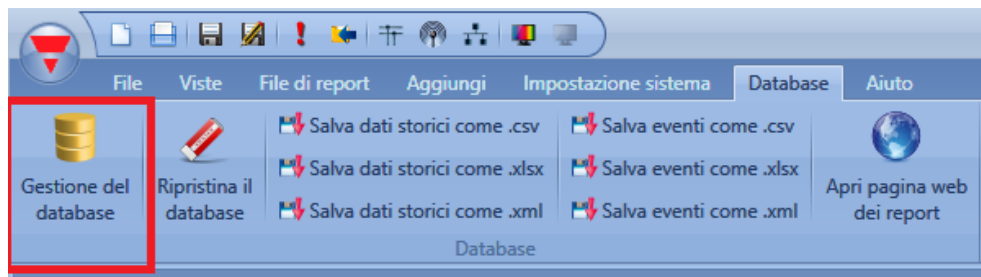 File Viste File di report Aggiungi Impostazione sistema Database Aiuto
Gestione del
database
Ripristina il
database
Salva dati storici come .csv
Salva dati storici come .xlsx
Salva dati storici come .xml
Salva eventi come .csv
Salva eventi come .xlsx
Salva eventi come .xml
Apri pagina web
dei report
Database